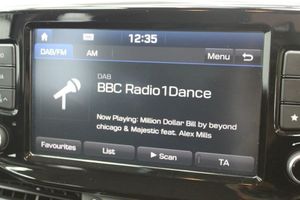 12:35
DAB/FM AM Menu
DAB
BBC Radio1Dance
Now Playing: Million Dollar Bill by beyond
chicago & Majestic feat. Alex Mills
Favourites List Scan TA